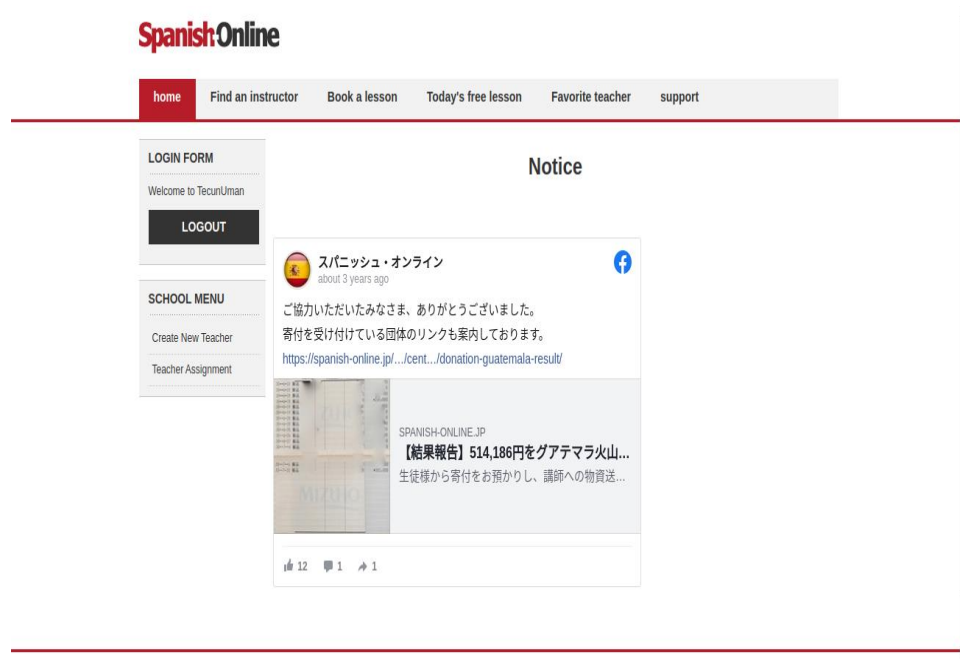 Spanish Online
home Find an instructor Book a lesson Today's free lesson Favorite teacher support
LOGIN FORM
Welcome to TecunUman
LOGOUT
SCHOOL MENU
Create New Teacher
Teacher Assignment
Notice
スパニッシュ・オンライン
about 3 years ago
ご協力いただいたみなさま、ありがとうございました。
寄付を受け付けている団体のリンクも案内しております。
https://spanish-online.jp/…/cent…/donation-guatemala-result/
MIZUHO
SPANISH-ONLINE.JP
【結果報告】514,186円をグアテマラ火山...
生徒様から寄付をお預かりし、講師への物資送...
12 1 1